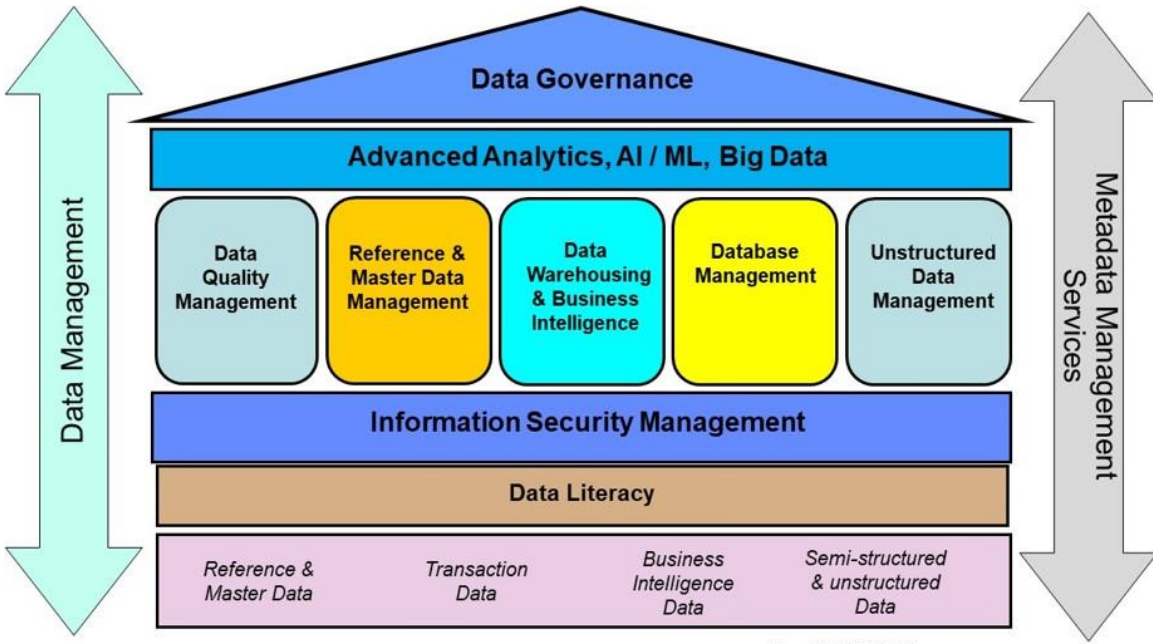 Data Governance
Advanced Analytics, AI / ML, Big Data
Data Management
Data
Quality
Management
Reference &
Master Data
Management
Data
Warehousing
& Business
Intelligence
Database
Management
Unstructured
Data
Management
Metadata Management
Services
Information Security Management
Data Literacy
Reference &
Master Data
Transaction
Data
Business
Intelligence
Data
Semi-structured
& unstructured
Data